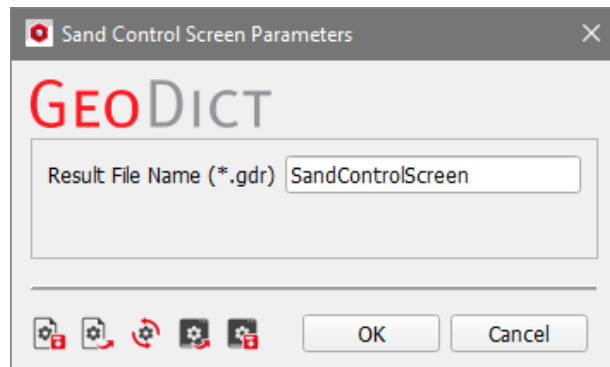 Sand Control Screen Parameters
GEODICT
Result File Name (*.gdr) SandControlScreen
OK Cancel